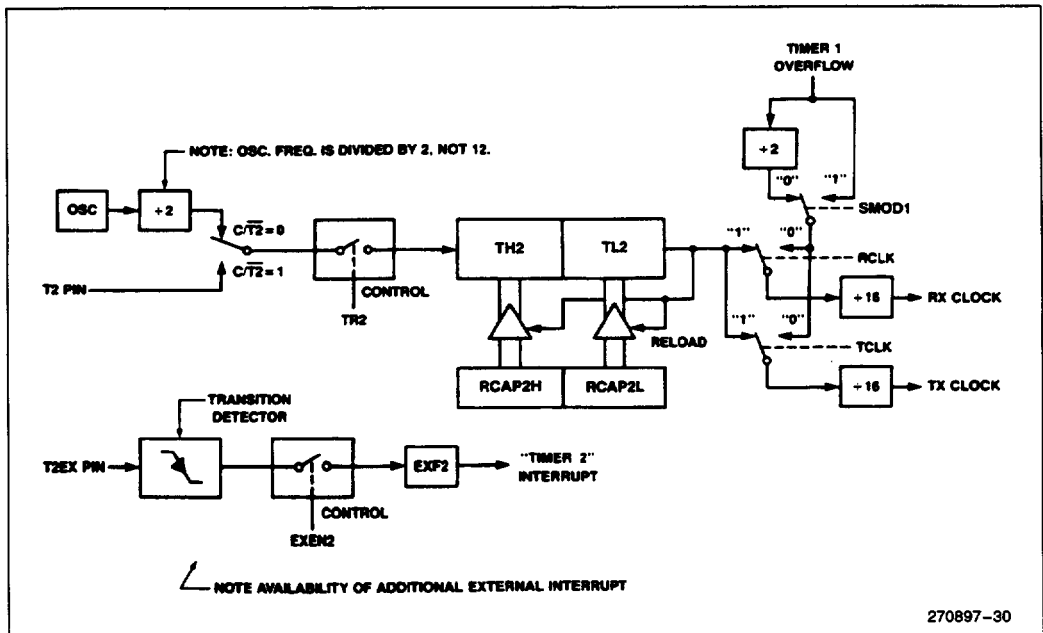 TIMER 1
OVERFLOW
÷2
"0"
"1"
SMOD1
NOTE: OSC. FREQ. IS DIVIDED BY 2, NOT 12.
OSC
÷2
C/T̅2̅ = 0
C/T̅2̅ = 1
T2 PIN
CONTROL
TR2
TH2
TL2
RELOAD
RCAP2H
RCAP2L
"1"
"0"
RCLK
÷16
RX CLOCK
"1"
"0"
TCLK
÷16
TX CLOCK
TRANSITION
DETECTOR
T2EX PIN
CONTROL
EXEN2
EXF2
"TIMER 2"
INTERRUPT
NOTE AVAILABILITY OF ADDITIONAL EXTERNAL INTERRUPT
270897–30